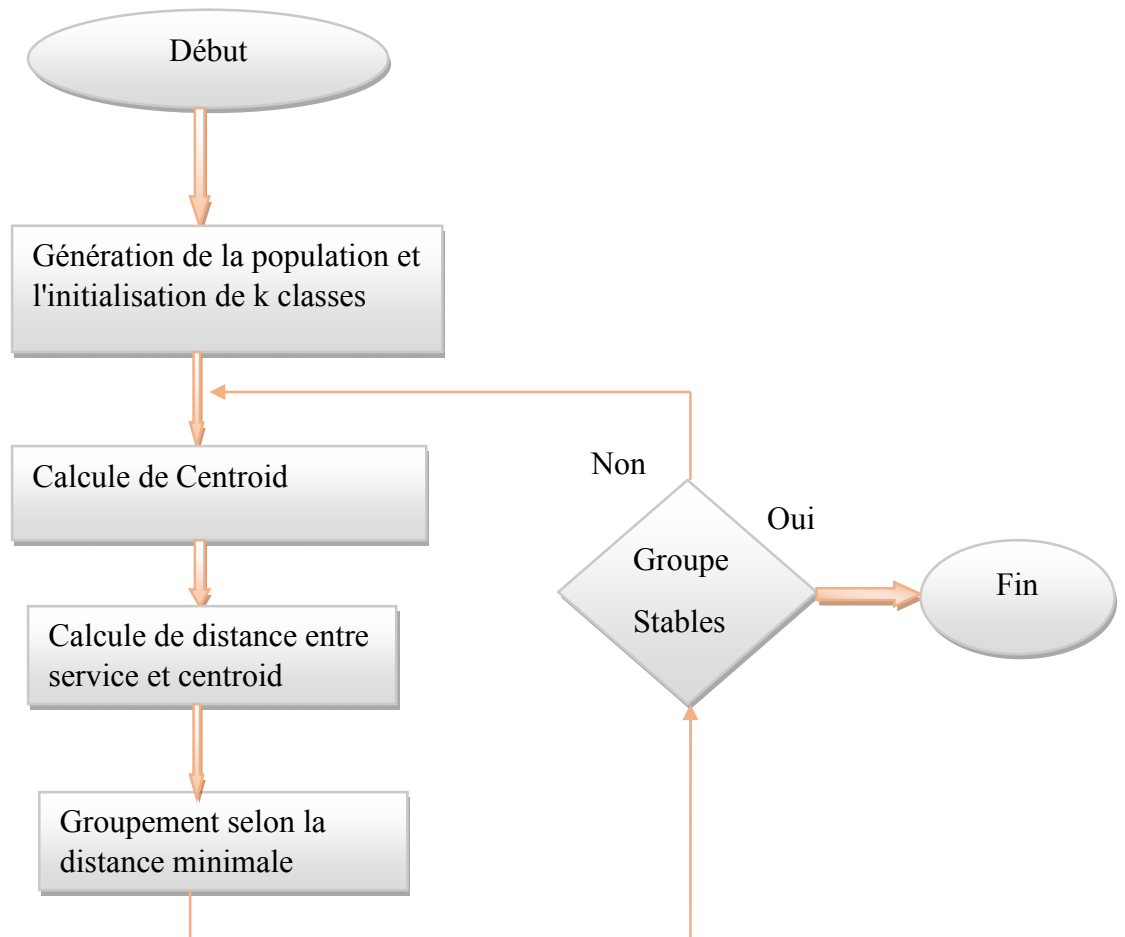 Début
Génération de la population et
l'initialisation de k classes
Calcule de Centroid
Calcule de distance entre
service et centroid
Groupement selon la
distance minimale
Non
Oui
Groupe
Stables
Fin